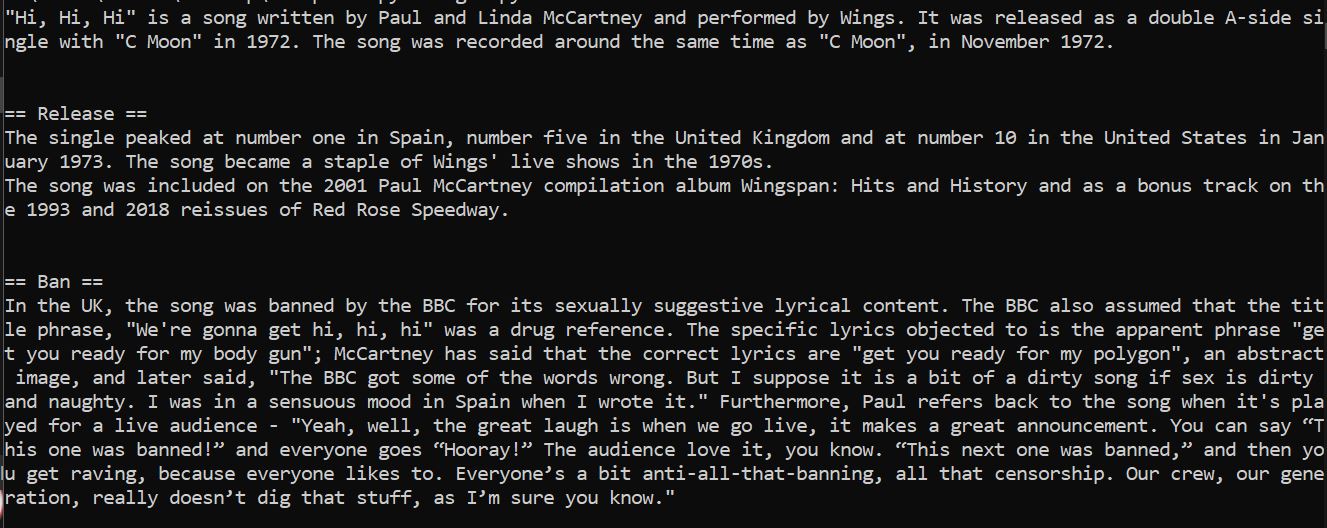 "Hi, Hi, Hi" is a song written by Paul and Linda McCartney and performed by Wings. It was released as a double A-side si
ngle with "C Moon" in 1972. The song was recorded around the same time as "C Moon", in November 1972.
== Release ==
The single peaked at number one in Spain, number five in the United Kingdom and at number 10 in the United States in Jan
uary 1973. The song became a staple of Wings' live shows in the 1970s.
The song was included on the 2001 Paul McCartney compilation album Wingspan: Hits and History and as a bonus track on th
e 1993 and 2018 reissues of Red Rose Speedway.
== Ban ==
In the UK, the song was banned by the BBC for its sexually suggestive lyrical content. The BBC also assumed that the tit
le phrase, "We're gonna get hi, hi, hi" was a drug reference. The specific lyrics objected to is the apparent phrase "ge
t you ready for my body gun"; McCartney has said that the correct lyrics are "get you ready for my polygon", an abstract
 image, and later said, "The BBC got some of the words wrong. But I suppose it is a bit of a dirty song if sex is dirty
and naughty. I was in a sensuous mood in Spain when I wrote it." Furthermore, Paul refers back to the song when it's pla
yed for a live audience - "Yeah, well, the great laugh is when we go live, it makes a great announcement. You can say “T
his one was banned!” and everyone goes “Hooray!” The audience love it, you know. “This next one was banned,” and then yo
u get raving, because everyone likes to. Everyone’s a bit anti-all-that-banning, all that censorship. Our crew, our gene
ration, really doesn’t dig that stuff, as I’m sure you know."